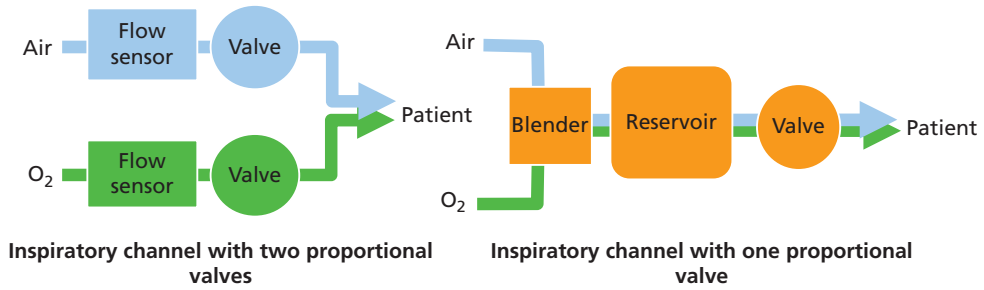 Air
Flow
sensor
Valve
Patient
O₂
Flow
sensor
Valve
Inspiratory channel with two proportional
valves
Air
Blender
Reservoir
Valve
Patient
O₂
Inspiratory channel with one proportional
valve